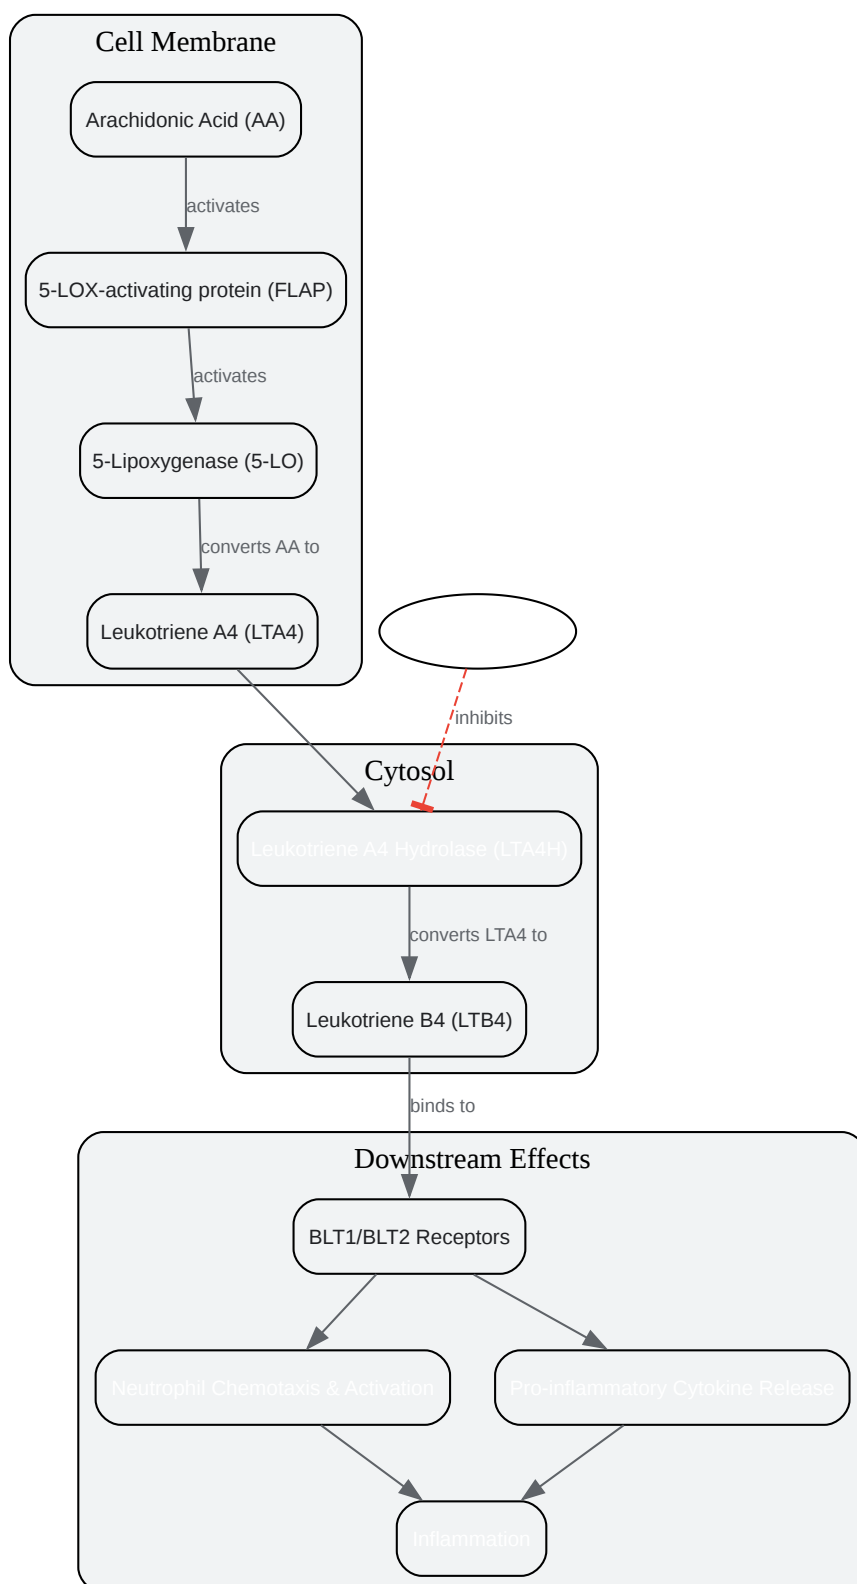 Cell Membrane
Arachidonic Acid (AA)
activates
5-LOX-activating protein (FLAP)
activates
5-Lipoxygenase (5-LO)
converts AA to
Leukotriene A4 (LTA4)
inhibits
Cytosol
Leukotriene A4 Hydrolase (LTA4H)
converts LTA4 to
Leukotriene B4 (LTB4)
binds to
Downstream Effects
BLT1/BLT2 Receptors
Neutrophil Chemotaxis & Activation
Pro-inflammatory Cytokine Release
Inflammation